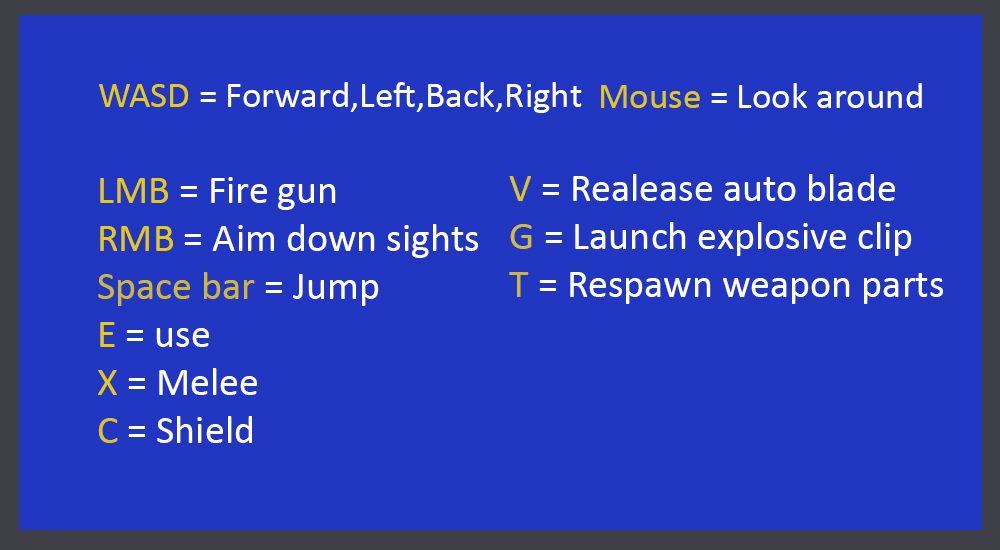 WASD = Forward,Left,Back,Right  Mouse = Look around
LMB = Fire gun
RMB = Aim down sights
Space bar = Jump
E = use
X = Melee
C = Shield
V = Realease auto blade
G = Launch explosive clip
T = Respawn weapon parts